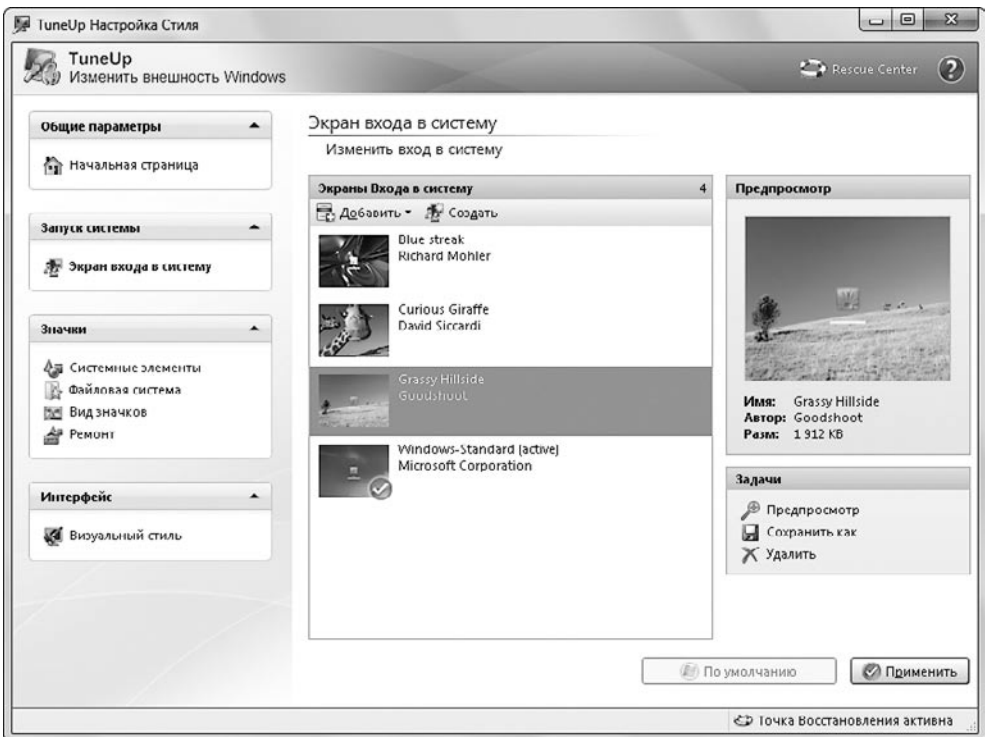 TuneUp Настройка Стиля
TuneUp
Изменить внешность Windows
Rescue Center
?
Общие параметры
Начальная страница
Запуск системы
Экран входа в систему
Значки
Системные элементы
Файловая система
Вид значков
Ремонт
Интерфейс
Визуальный стиль
Экран входа в систему
Изменить вход в систему
Экраны Входа в систему 4
Добавить Создать
Blue streak
Richard Mohler
Curious Giraffe
David Siccardi
Grassy Hillside
Goodshoot
Windows-Standard (active)
Microsoft Corporation
Предпросмотр
Имя: Grassy Hillside
Автор: Goodshoot
Разм: 1 912 KB
Задачи
Предпросмотр
Сохранить как
Удалить
По умолчанию
Применить
Точка Восстановления активна